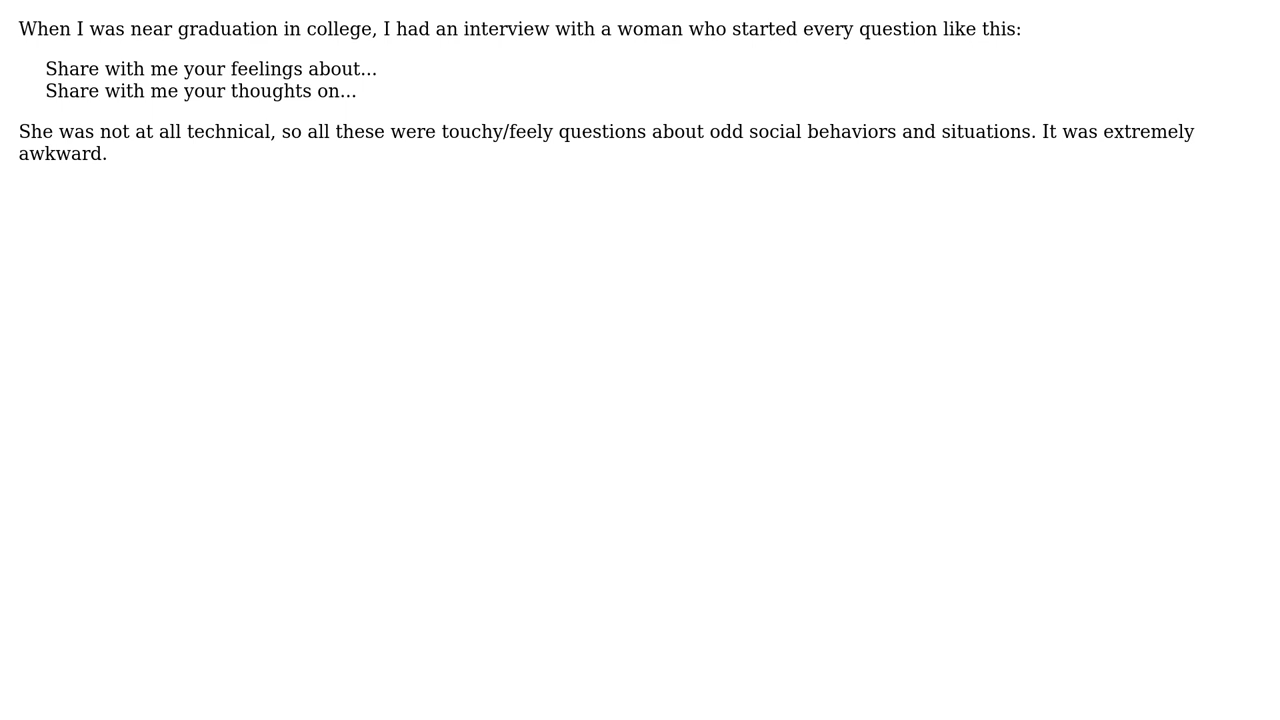 When I was near graduation in college, I had an interview with a woman who started every question like this:
Share with me your feelings about...
Share with me your thoughts on...
She was not at all technical, so all these were touchy/feely questions about odd social behaviors and situations. It was extremely
awkward.